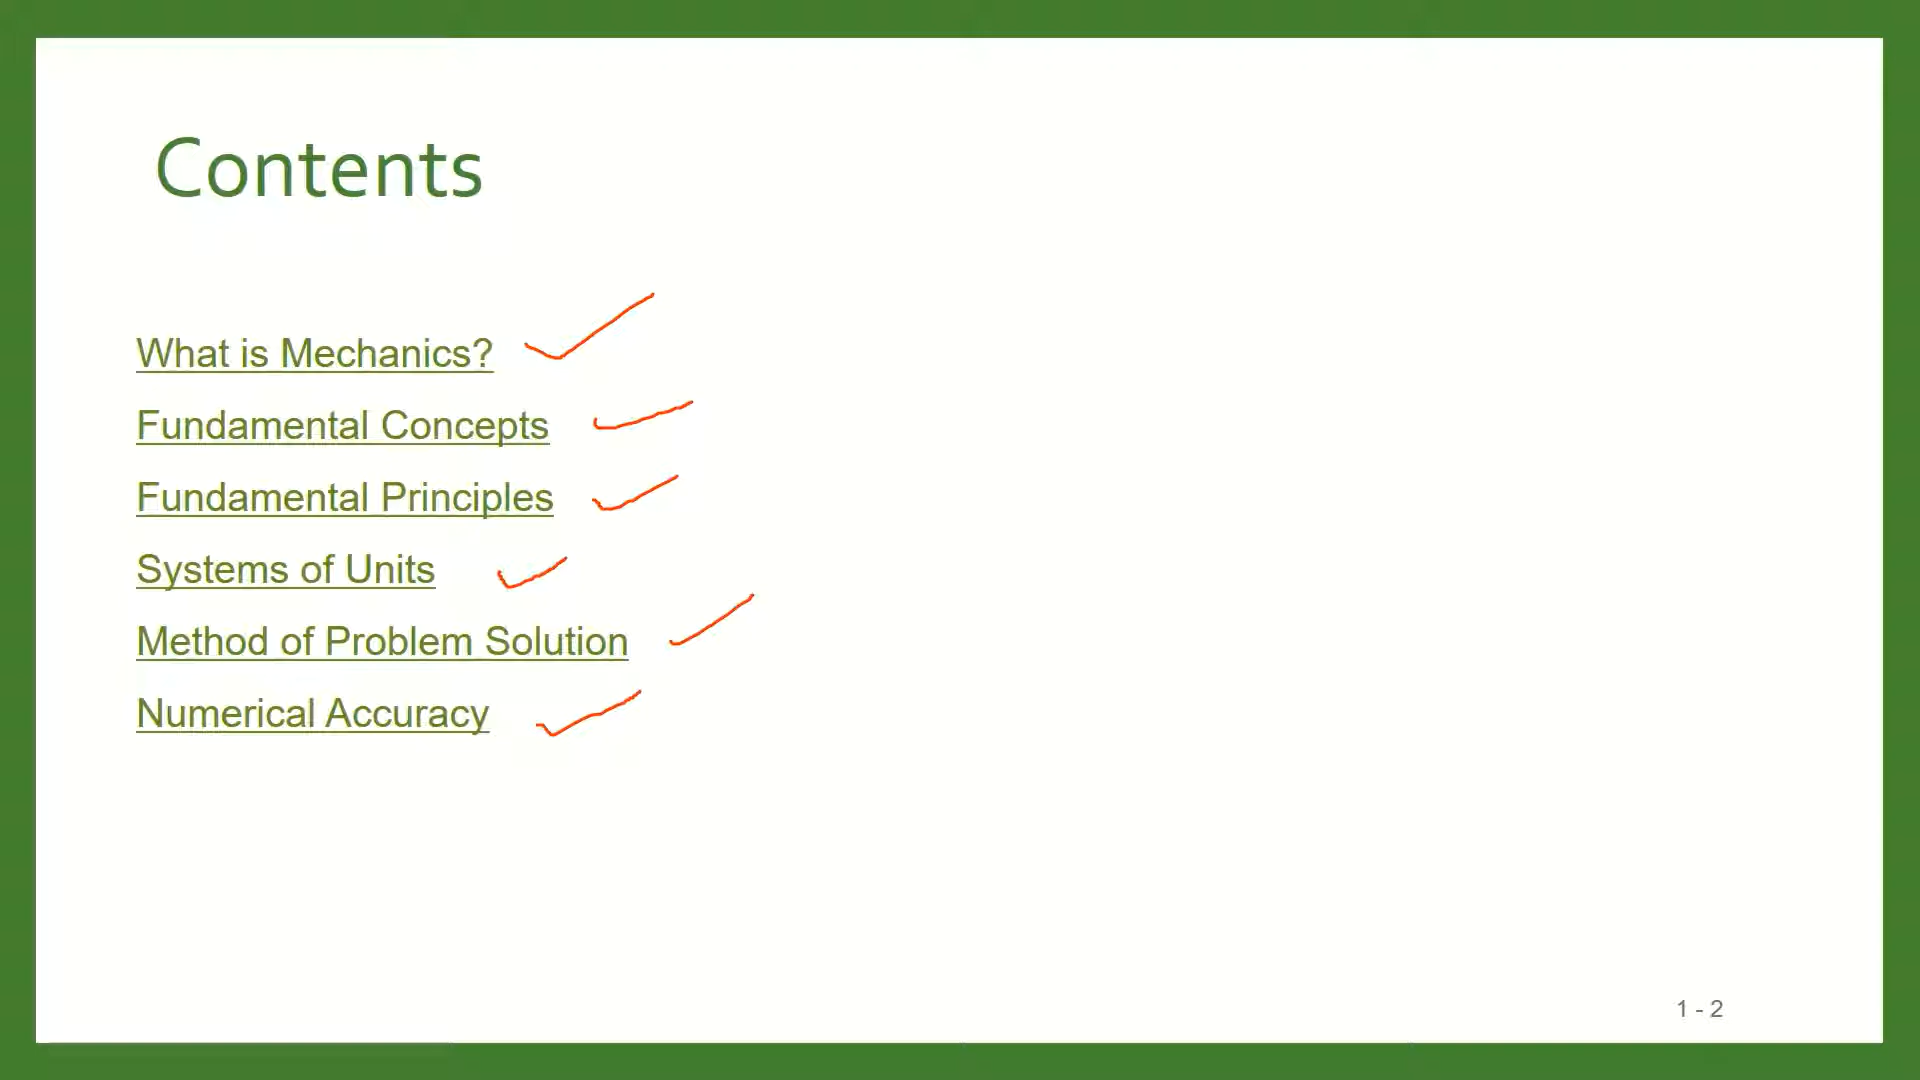 Contents
What is Mechanics?
Fundamental Concepts
Fundamental Principles
Systems of Units
Method of Problem Solution
Numerical Accuracy
1 - 2